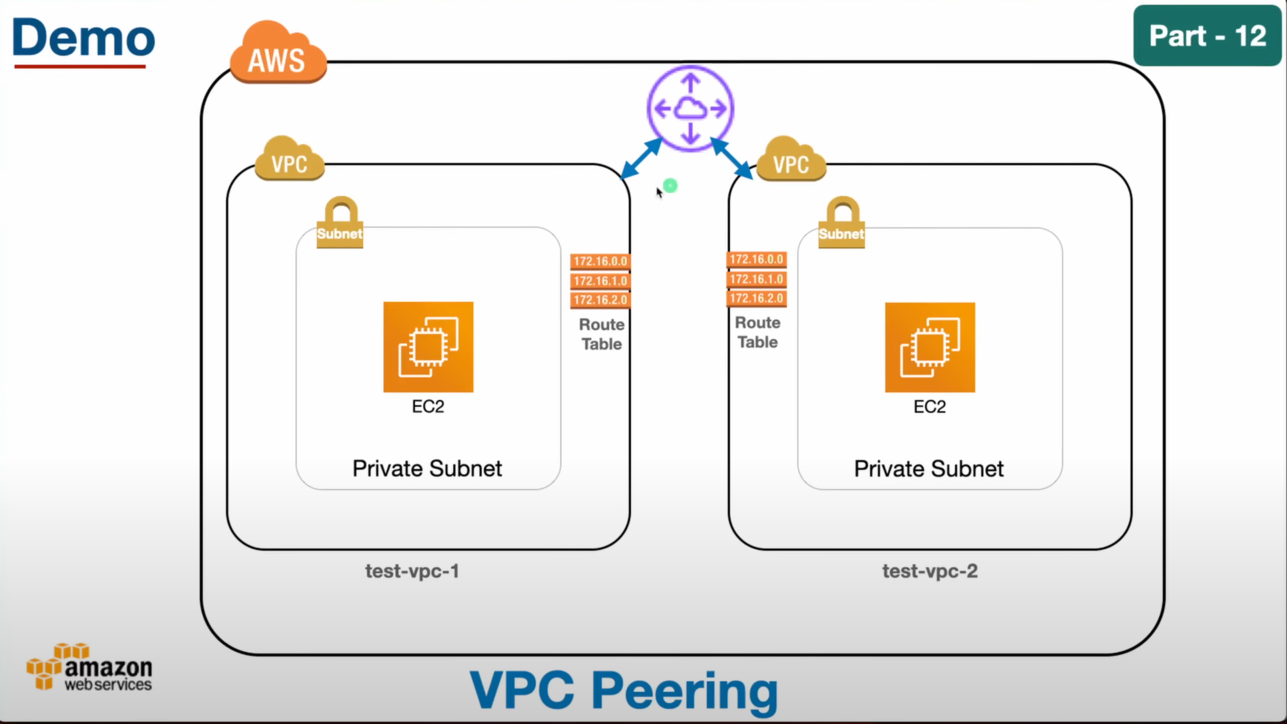 Demo
AWS
Part - 12
VPC
VPC
Subnet
Subnet
172.16.0.0
172.16.1.0
172.16.2.0
Route
Table
172.16.0.0
172.16.1.0
172.16.2.0
Route
Table
EC2
EC2
Private Subnet
Private Subnet
test-vpc-1
test-vpc-2
amazon
webservices
VPC Peering